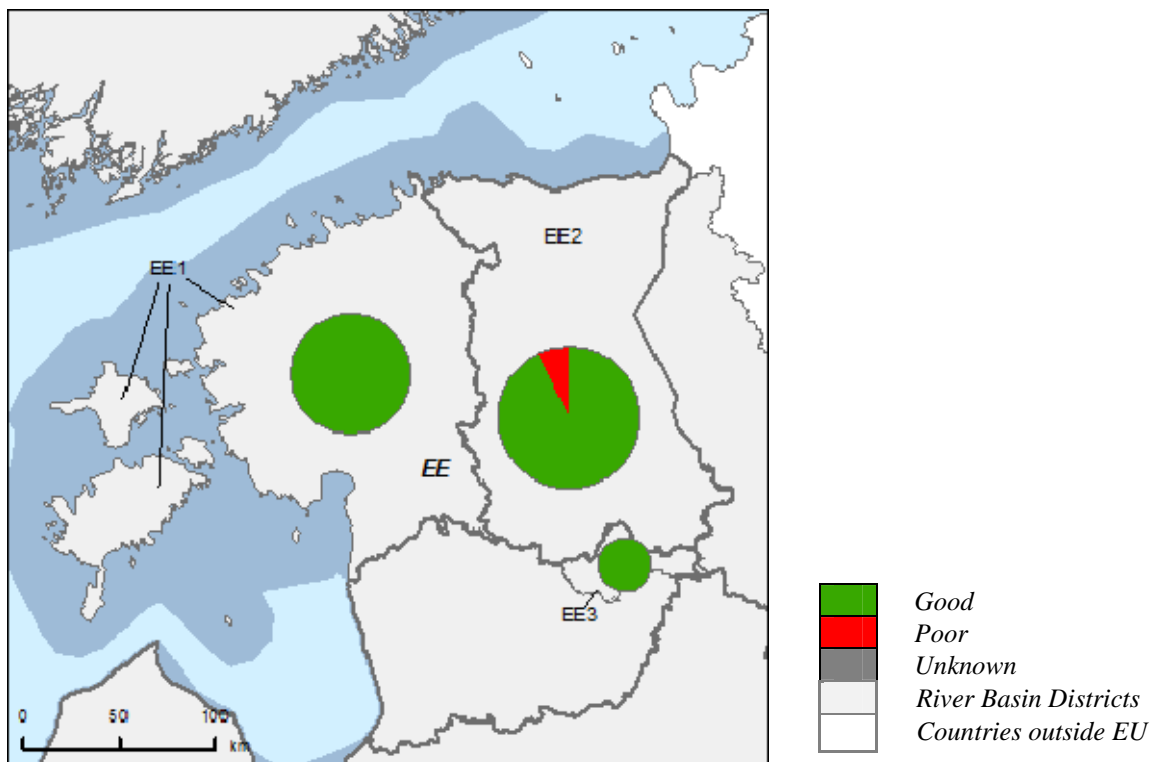 EE2
EE1
EE
EE3
0 50 100
km
Good
Poor
Unknown
River Basin Districts
Countries outside EU